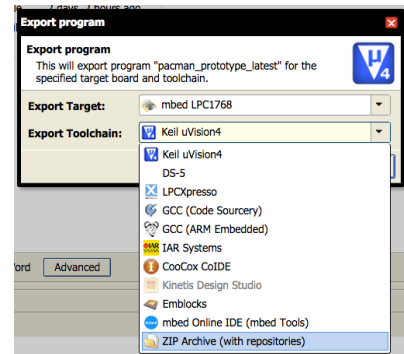 2 days, 2 hours ago
Export program
Export program
This will export program "pacman_prototype_latest" for the
specified target board and toolchain.
Export Target: mbed LPC1768
Export Toolchain: Keil uVision4
Keil uVision4
DS-5
LPCXpresso
GCC (Code Sourcery)
GCC (ARM Embedded)
IAR Systems
CooCox CoIDE
Kinetis Design Studio
Emblocks
mbed Online IDE (mbed Tools)
ZIP Archive (with repositories)
Advanced